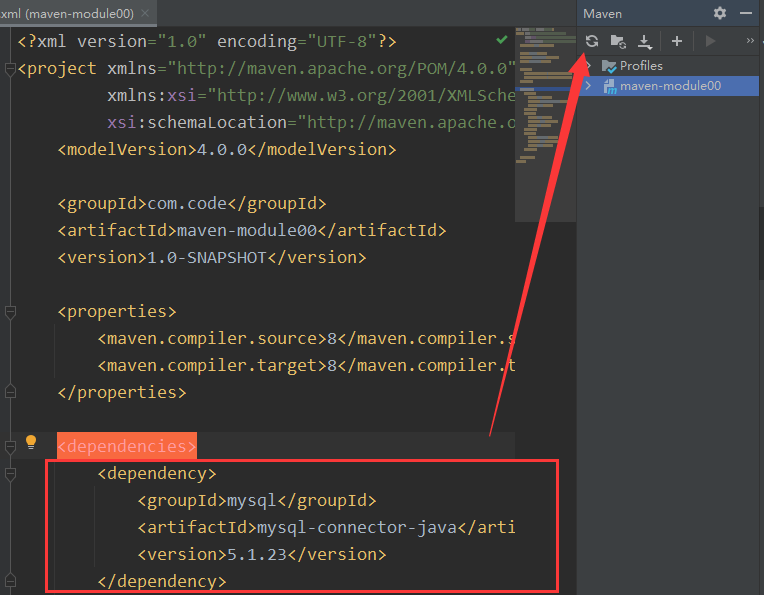 xml (maven-module00)
Maven
<?xml version="1.0" encoding="UTF-8"?>
<project xmlns="http://maven.apache.org/POM/4.0.0"
xmlns:xsi="http://www.w3.org/2001/XMLSche
xsi:schemaLocation="http://maven.apache.o
<modelVersion>4.0.0</modelVersion>
<groupId>com.code</groupId>
<artifactId>maven-module00</artifactId>
<version>1.0-SNAPSHOT</version>
<properties>
<maven.compiler.source>8</maven.compiler.s
<maven.compiler.target>8</maven.compiler.t
</properties>
<dependencies>
<dependency>
<groupId>mysql</groupId>
<artifactId>mysql-connector-java</arti
<version>5.1.23</version>
</dependency>
Profiles
maven-module00